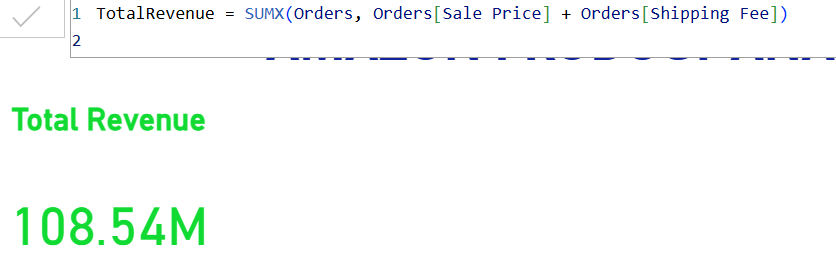 1 TotalRevenue = SUMX(Orders, Orders[Sale Price] + Orders[Shipping Fee])
2
Total Revenue
108.54M